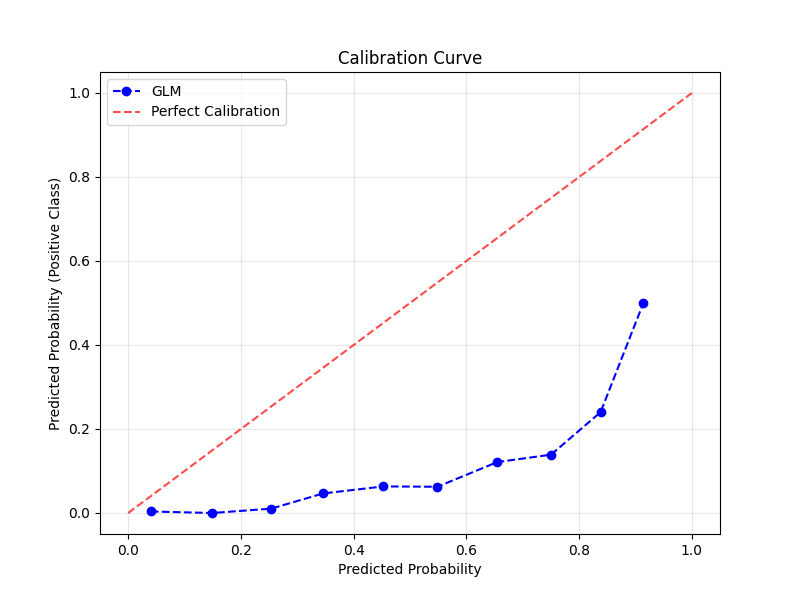 Calibration Curve
GLM
Perfect Calibration
Predicted Probability (Positive Class)
1.0
0.8
0.6
0.4
0.2
0.0
0.0 0.2 0.4 0.6 0.8 1.0
Predicted Probability